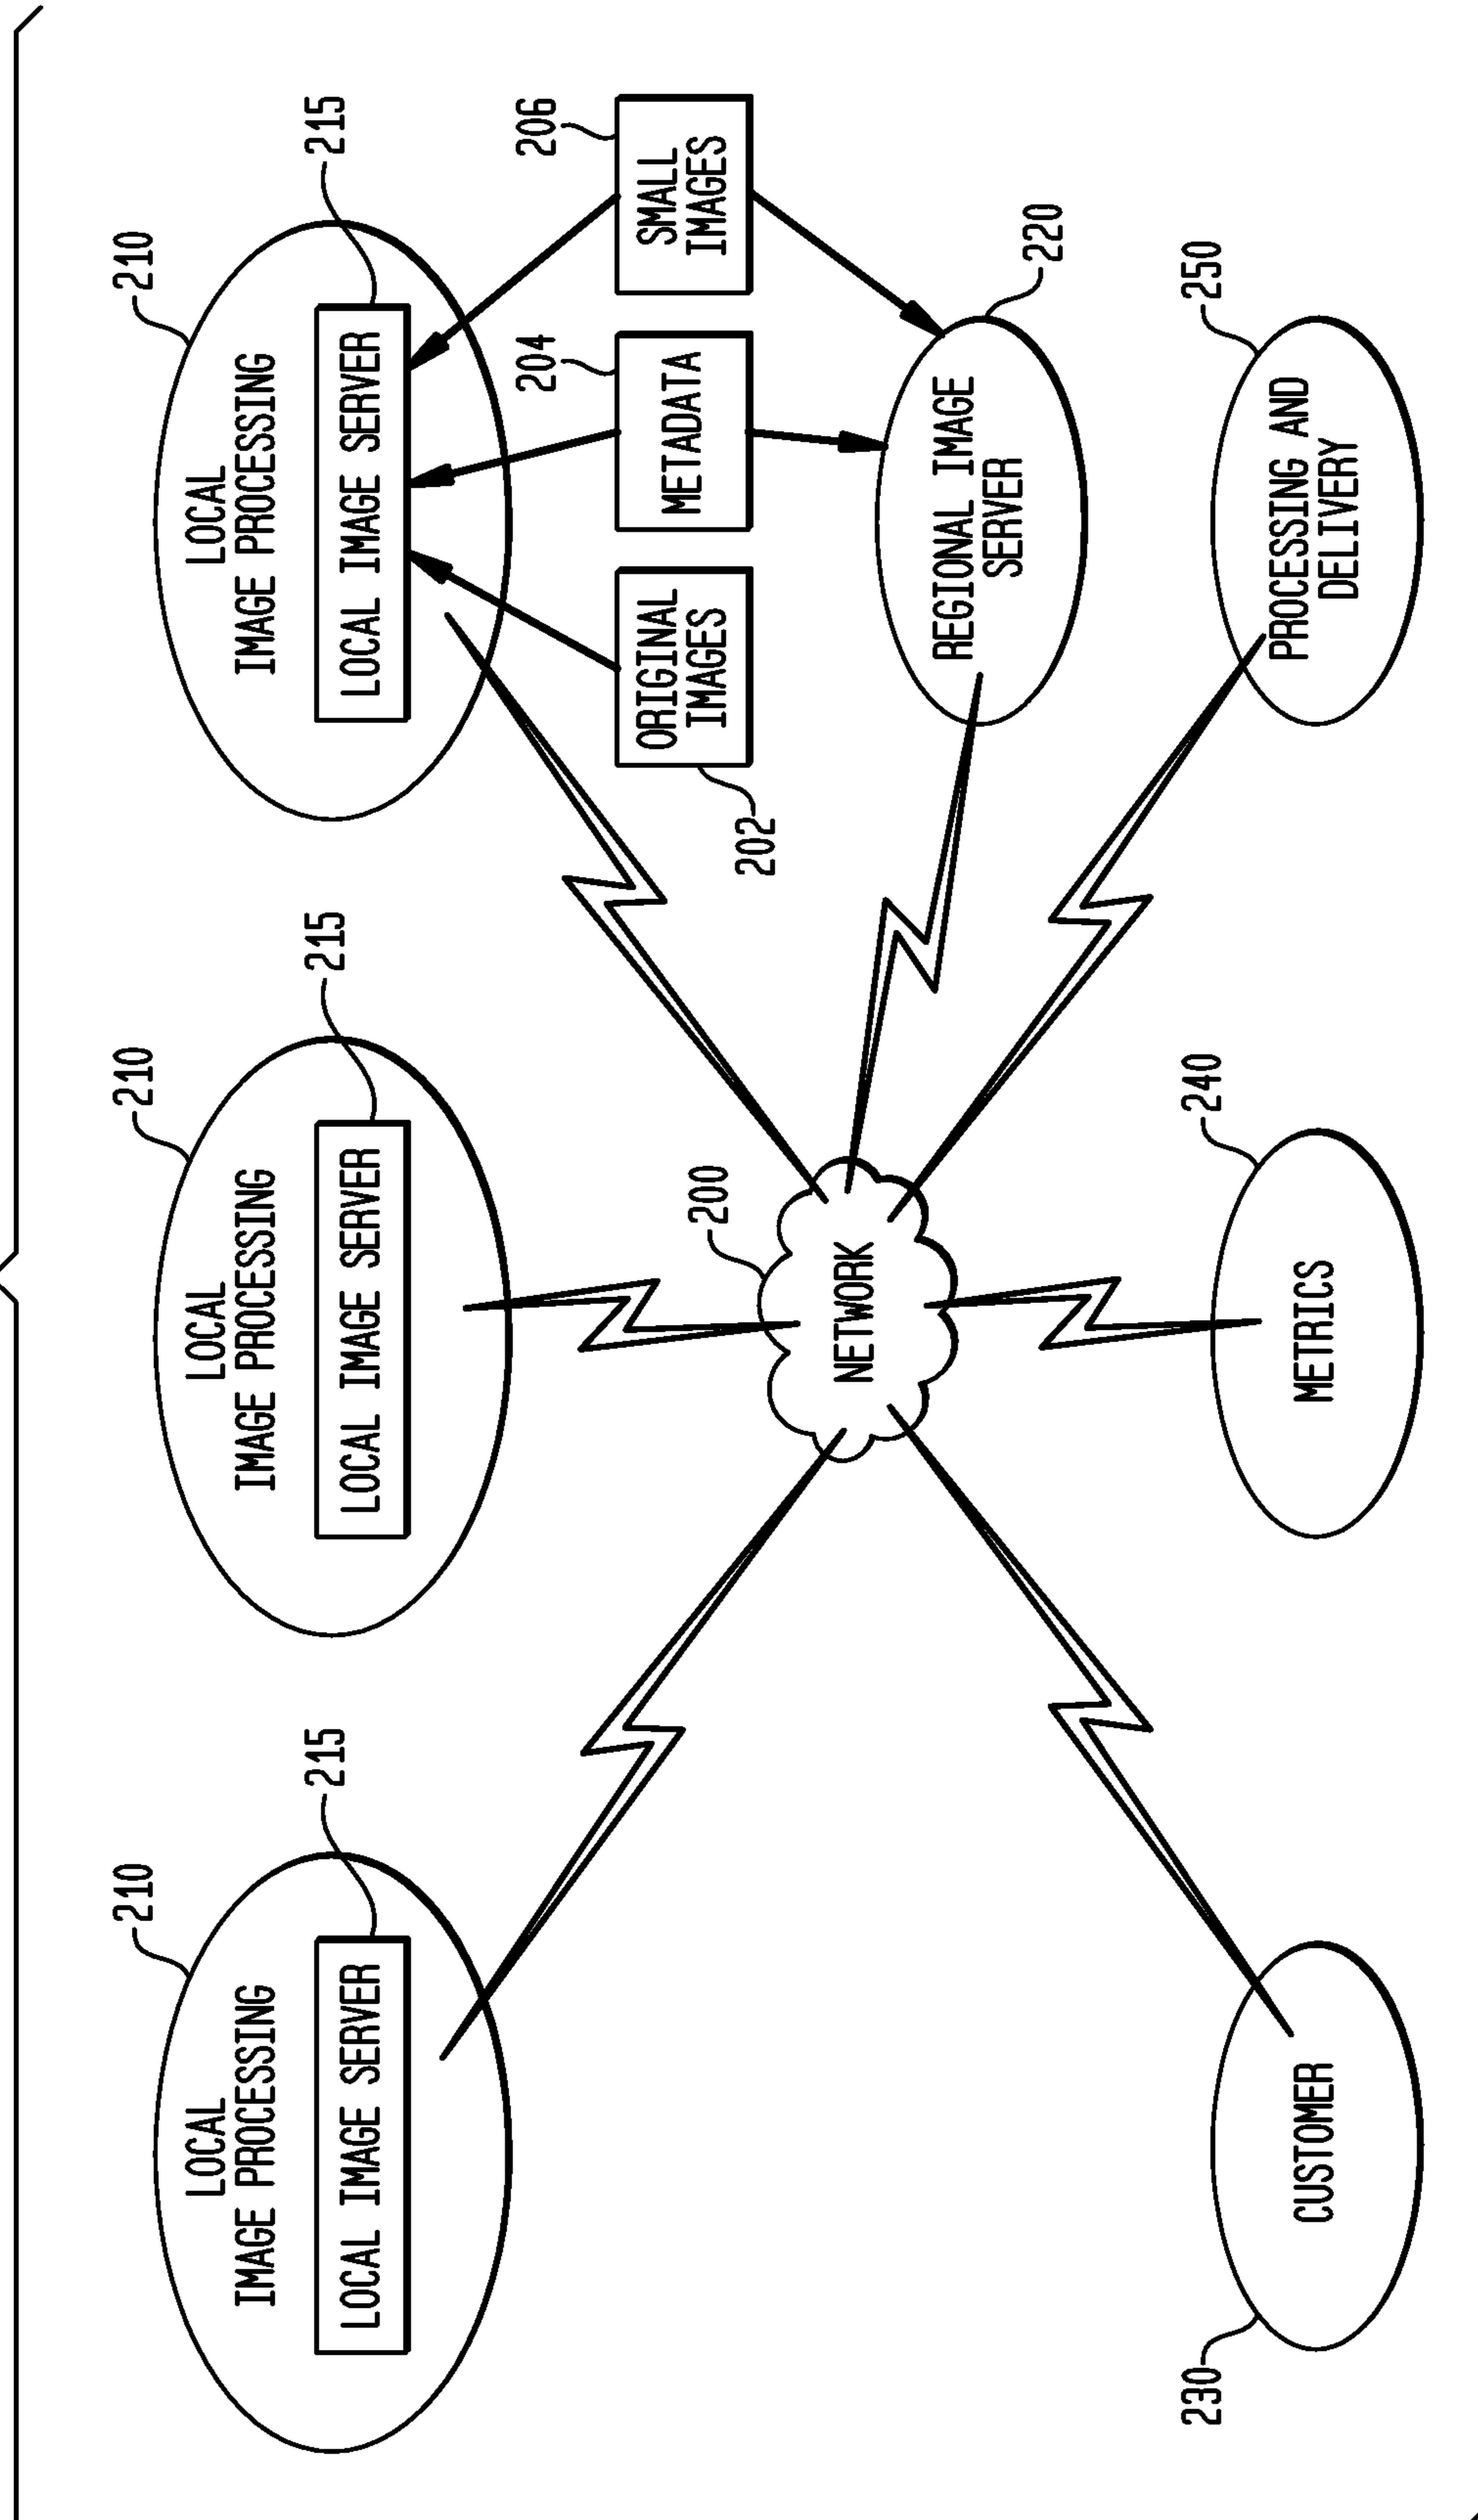 210
LOCAL
IMAGE PROCESSING
LOCAL IMAGE SERVER
215
210
LOCAL
IMAGE PROCESSING
LOCAL IMAGE SERVER
215
210
LOCAL
IMAGE PROCESSING
LOCAL IMAGE SERVER
215
202
ORIGINAL
IMAGES
204
METADATA
206
SMALL
IMAGES
200
NETWORK
REGIONAL IMAGE
SERVER
220
230
CUSTOMER
METRICS
240
PROCESSING AND
DELIVERY
250